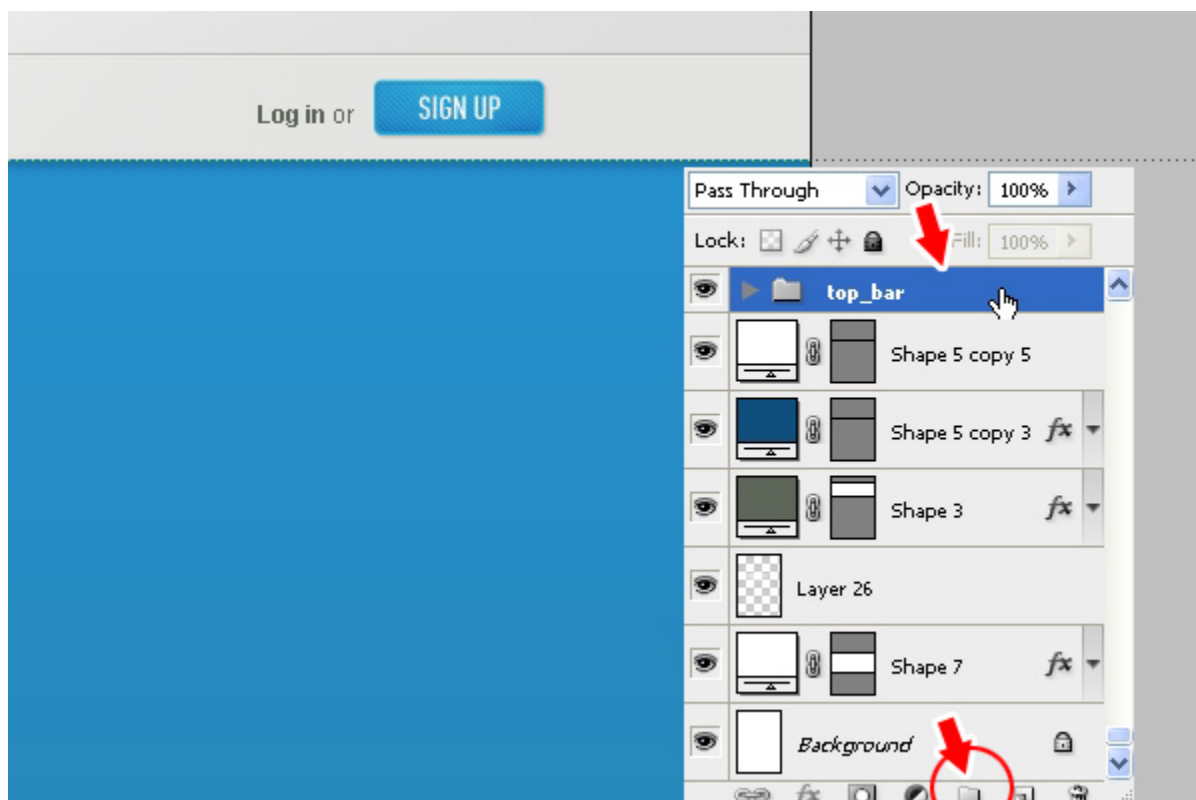 Log in or SIGN UP
Pass Through Opacity: 100%
Lock: Fill: 100%
top_bar
Shape 5 copy 5
Shape 5 copy 3 fx
Shape 3 fx
Layer 26
Shape 7 fx
Background
fx